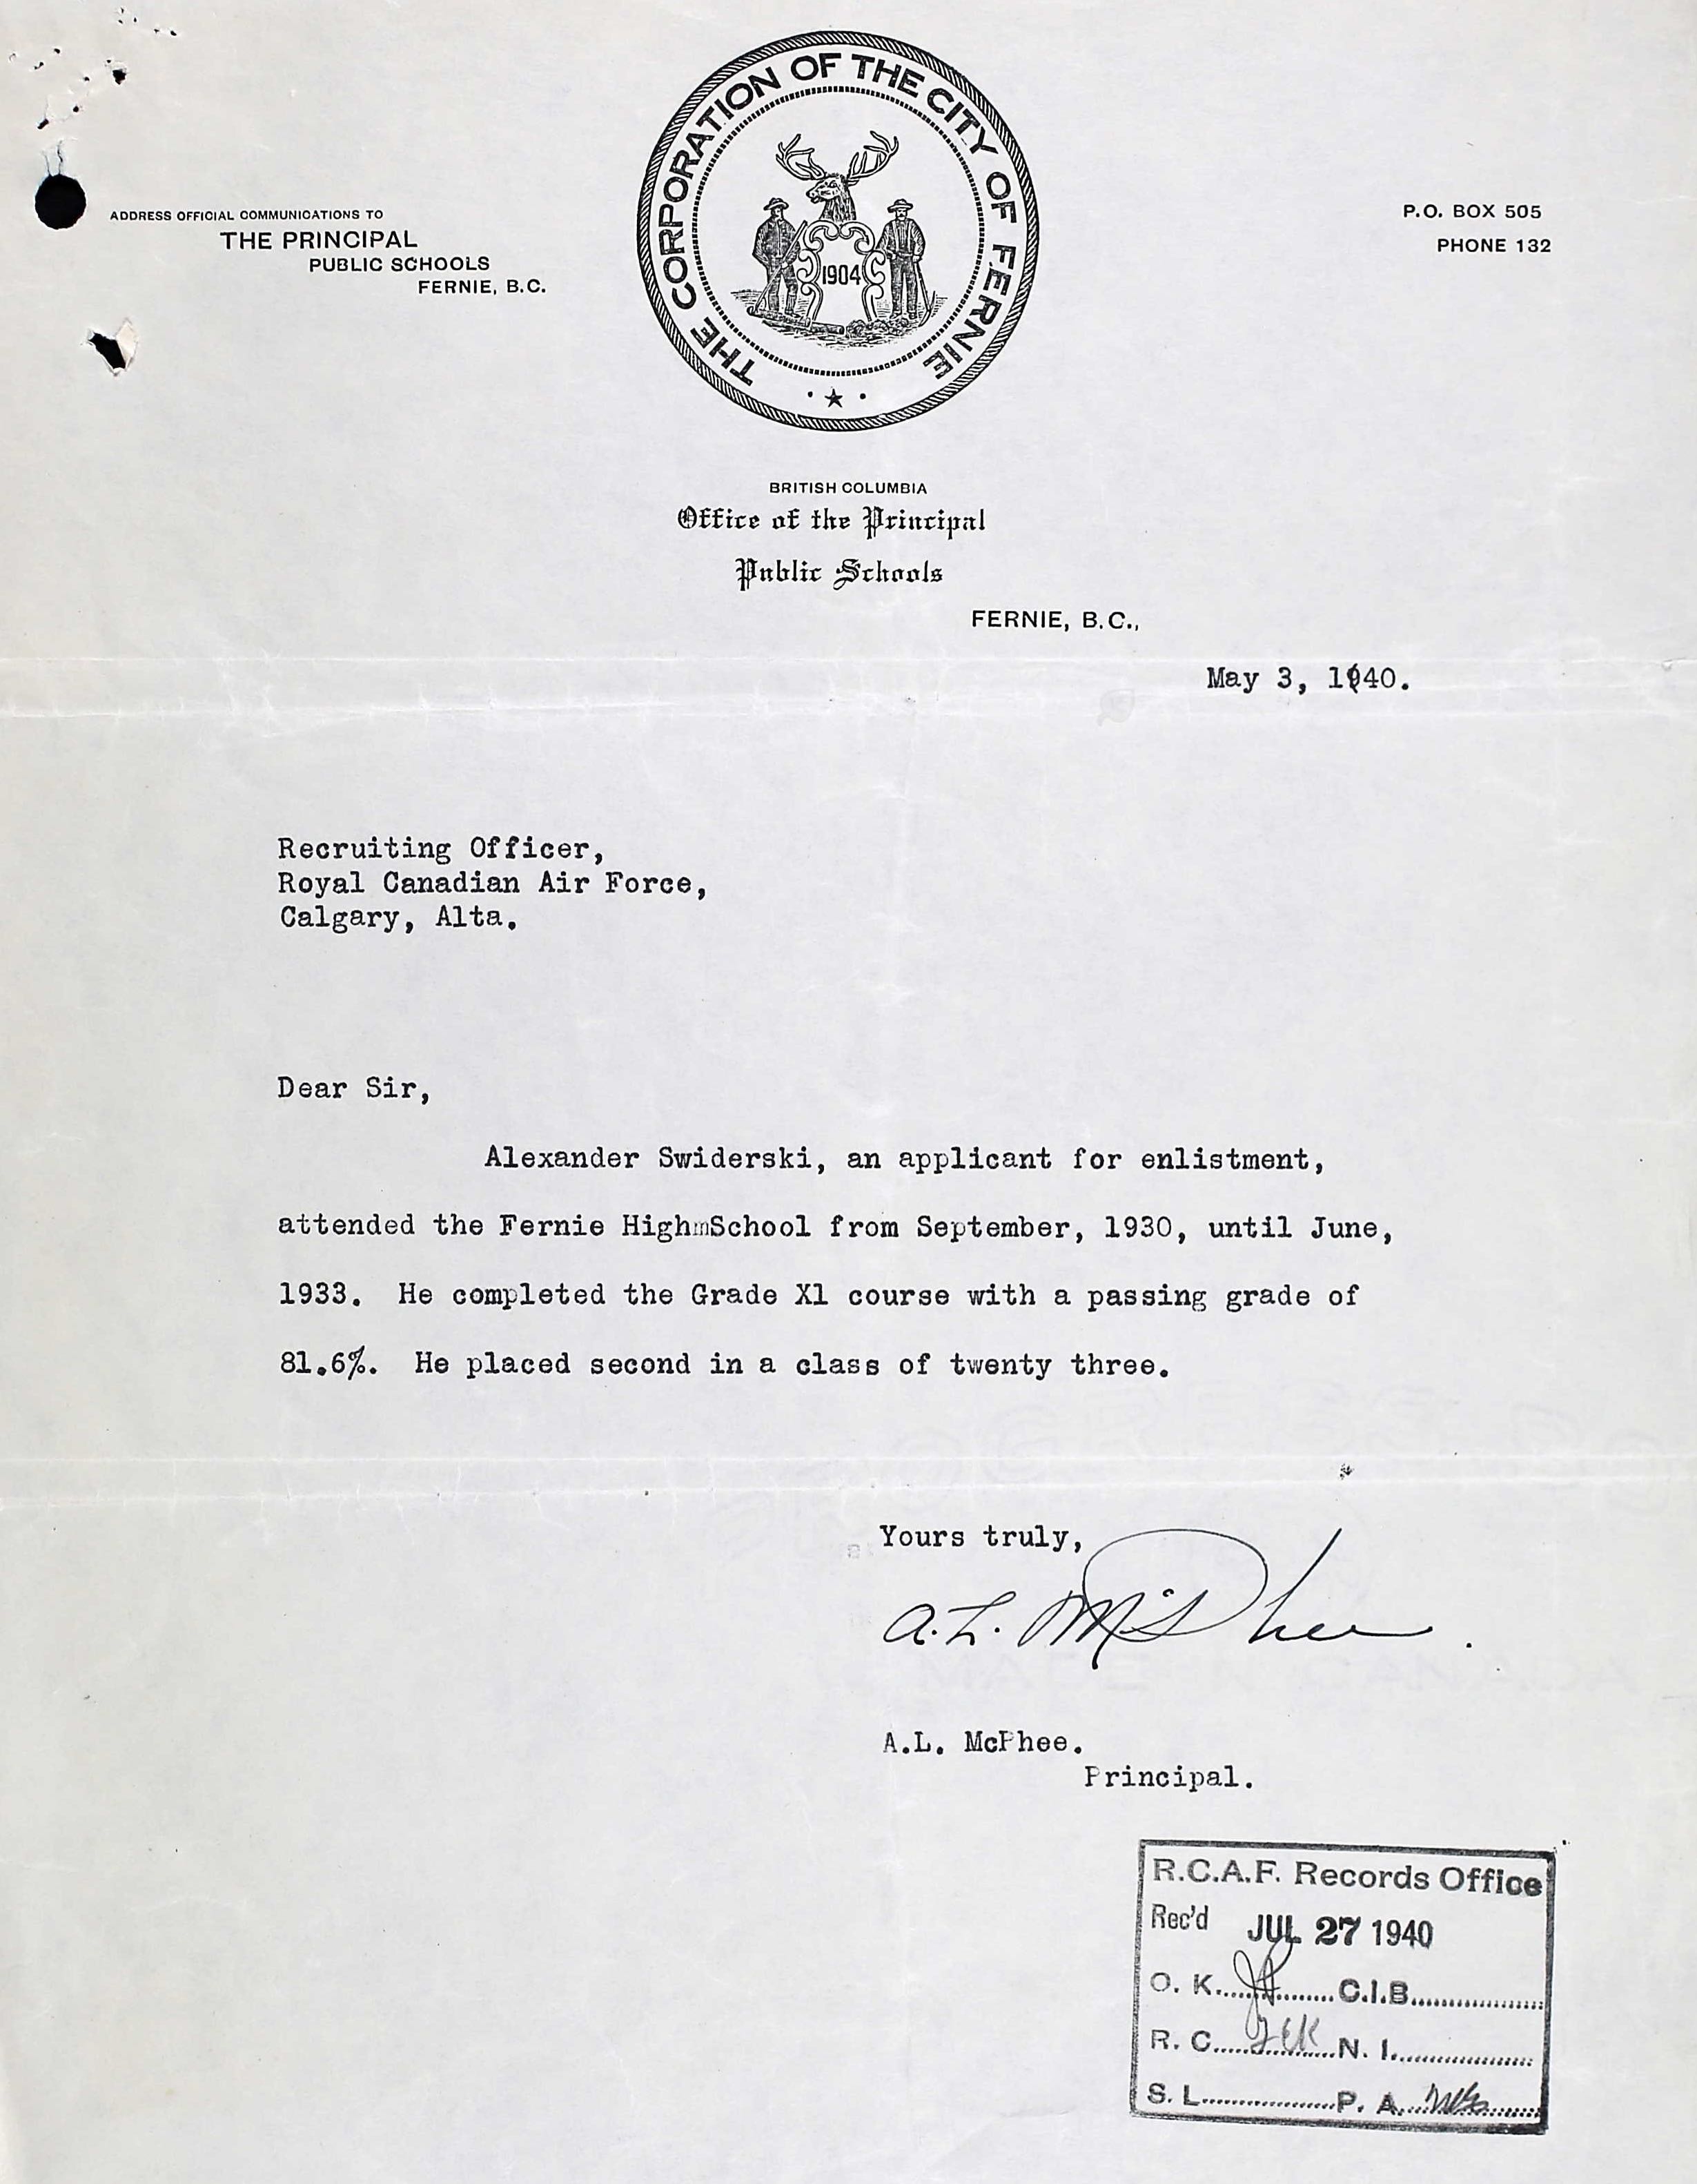 THE CORPORATION OF THE CITY OF FERNIE
1904
ADDRESS OFFICIAL COMMUNICATIONS TO
THE PRINCIPAL
PUBLIC SCHOOLS
FERNIE, B.C.
P.O. BOX 505
PHONE 132
BRITISH COLUMBIA
Office of the Principal
Public Schools
FERNIE, B.C.,
May 3, 1940.
Recruiting Officer,
Royal Canadian Air Force,
Calgary, Alta.
Dear Sir,
Alexander Swiderski, an applicant for enlistment,
attended the Fernie HighmSchool from September, 1930, until June,
1933. He completed the Grade X1 course with a passing grade of
81.6%. He placed second in a class of twenty three.
Yours truly,
A. L. McPhee.
A.L. McPhee.
Principal.
R.C.A.F. Records Office
Rec'd JUL 27 1940
O. K. C.I.B.
R. C. N. I.
S. L. P. A.